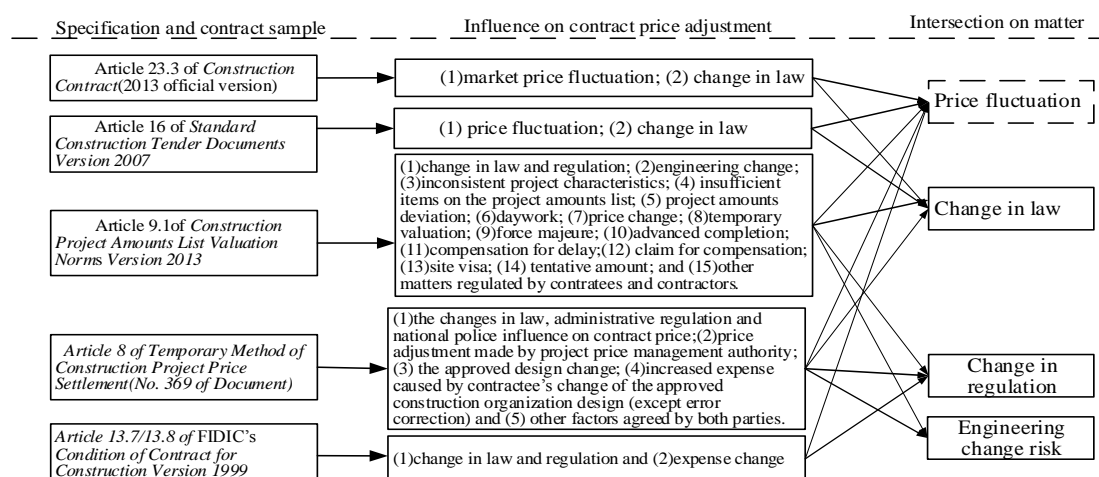 Specification and contract sample
Influence on contract price adjustment
Intersection on matter
Article 23.3 of Construction
Contract(2013 official version)
(1)market price fluctuation; (2) change in law
Price fluctuation
Article 16 of Standard
Construction Tender Documents
Version 2007
(1) price fluctuation; (2) change in law
Article 9.1of Construction
Project Amounts List Valuation
Norms Version 2013
(1)change in law and regulation; (2)engineering change;
(3)inconsistent project characteristics; (4) insufficient
items on the project amounts list; (5) project amounts
deviation; (6)daywork; (7)price change; (8)temporary
valuation; (9)force majeure; (10)advanced completion;
(11)compensation for delay;(12) claim for compensation;
(13)site visa; (14) tentative amount; and (15)other
matters regulated by contratees and contractors.
Change in law
Article 8 of Temporary Method of
Construction Project Price
Settlement(No. 369 of Document)
(1)the changes in law, administrative regulation and
national police influence on contract price;(2)price
adjustment made by project price management authority;
(3) the approved design change; (4)increased expense
caused by contractee’s change of the approved
construction organization design (except error
correction) and (5) other factors agreed by both parties.
Change in
regulation
Engineering
change risk
Article 13.7/13.8 of FIDIC’s
Condition of Contract for
Construction Version 1999
(1)change in law and regulation and (2)expense change